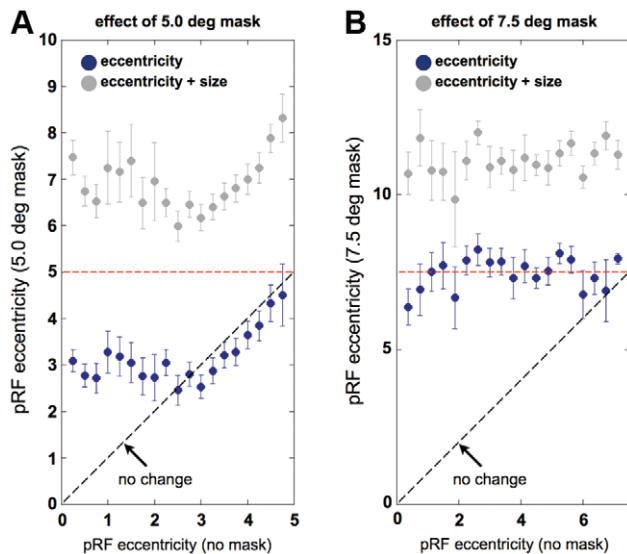 A
effect of 5.0 deg mask
10
9
8
7
6
5
4
3
2
1
0
eccentricity
eccentricity + size
no change
0 1 2 3 4 5
pRF eccentricity (5.0 deg mask)
pRF eccentricity (no mask)
B
effect of 7.5 deg mask
15
10
5
0
eccentricity
eccentricity + size
no change
0 2 4 6
pRF eccentricity (7.5 deg mask)
pRF eccentricity (no mask)